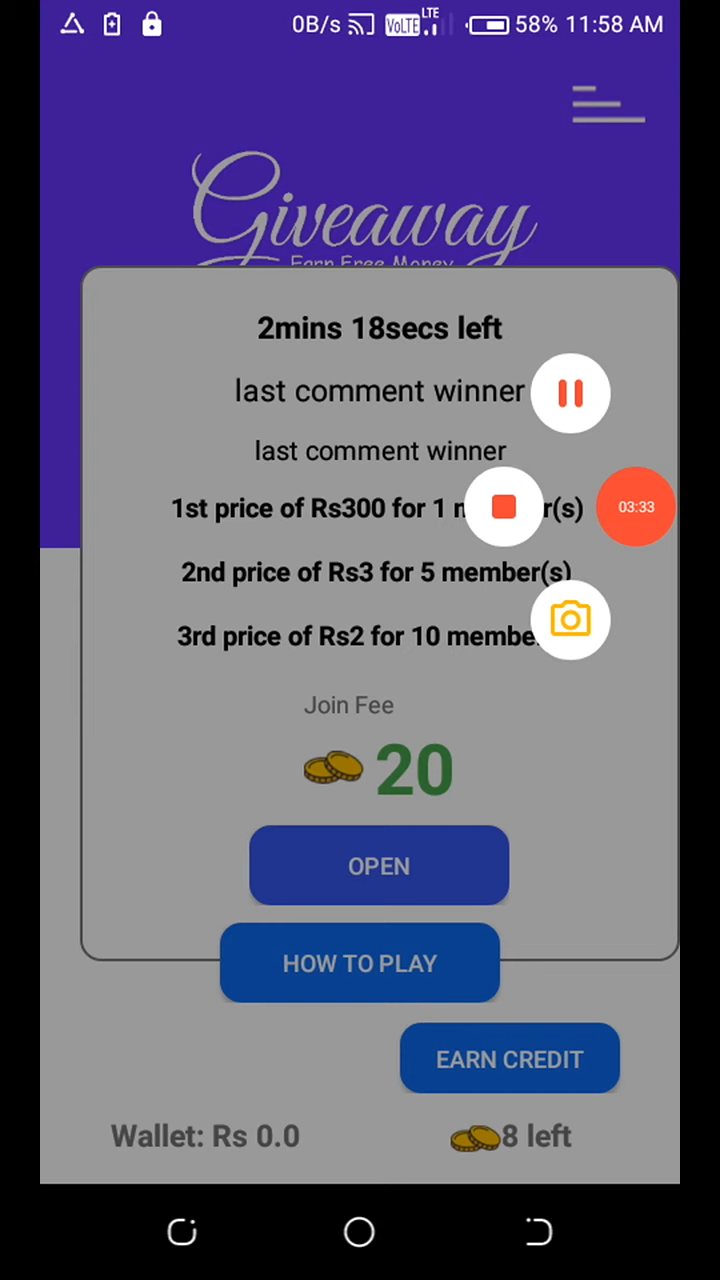 0B/s VoLTE LTE 58% 11:58 AM
Giveaway
Earn Free Money
2mins 18secs left
last comment winner
last comment winner
1st price of Rs300 for 1 r(s)
03:33
2nd price of Rs3 for 5 member(s)
3rd price of Rs2 for 10 membe
Join Fee
20
OPEN
HOW TO PLAY
EARN CREDIT
Wallet: Rs 0.0
8 left